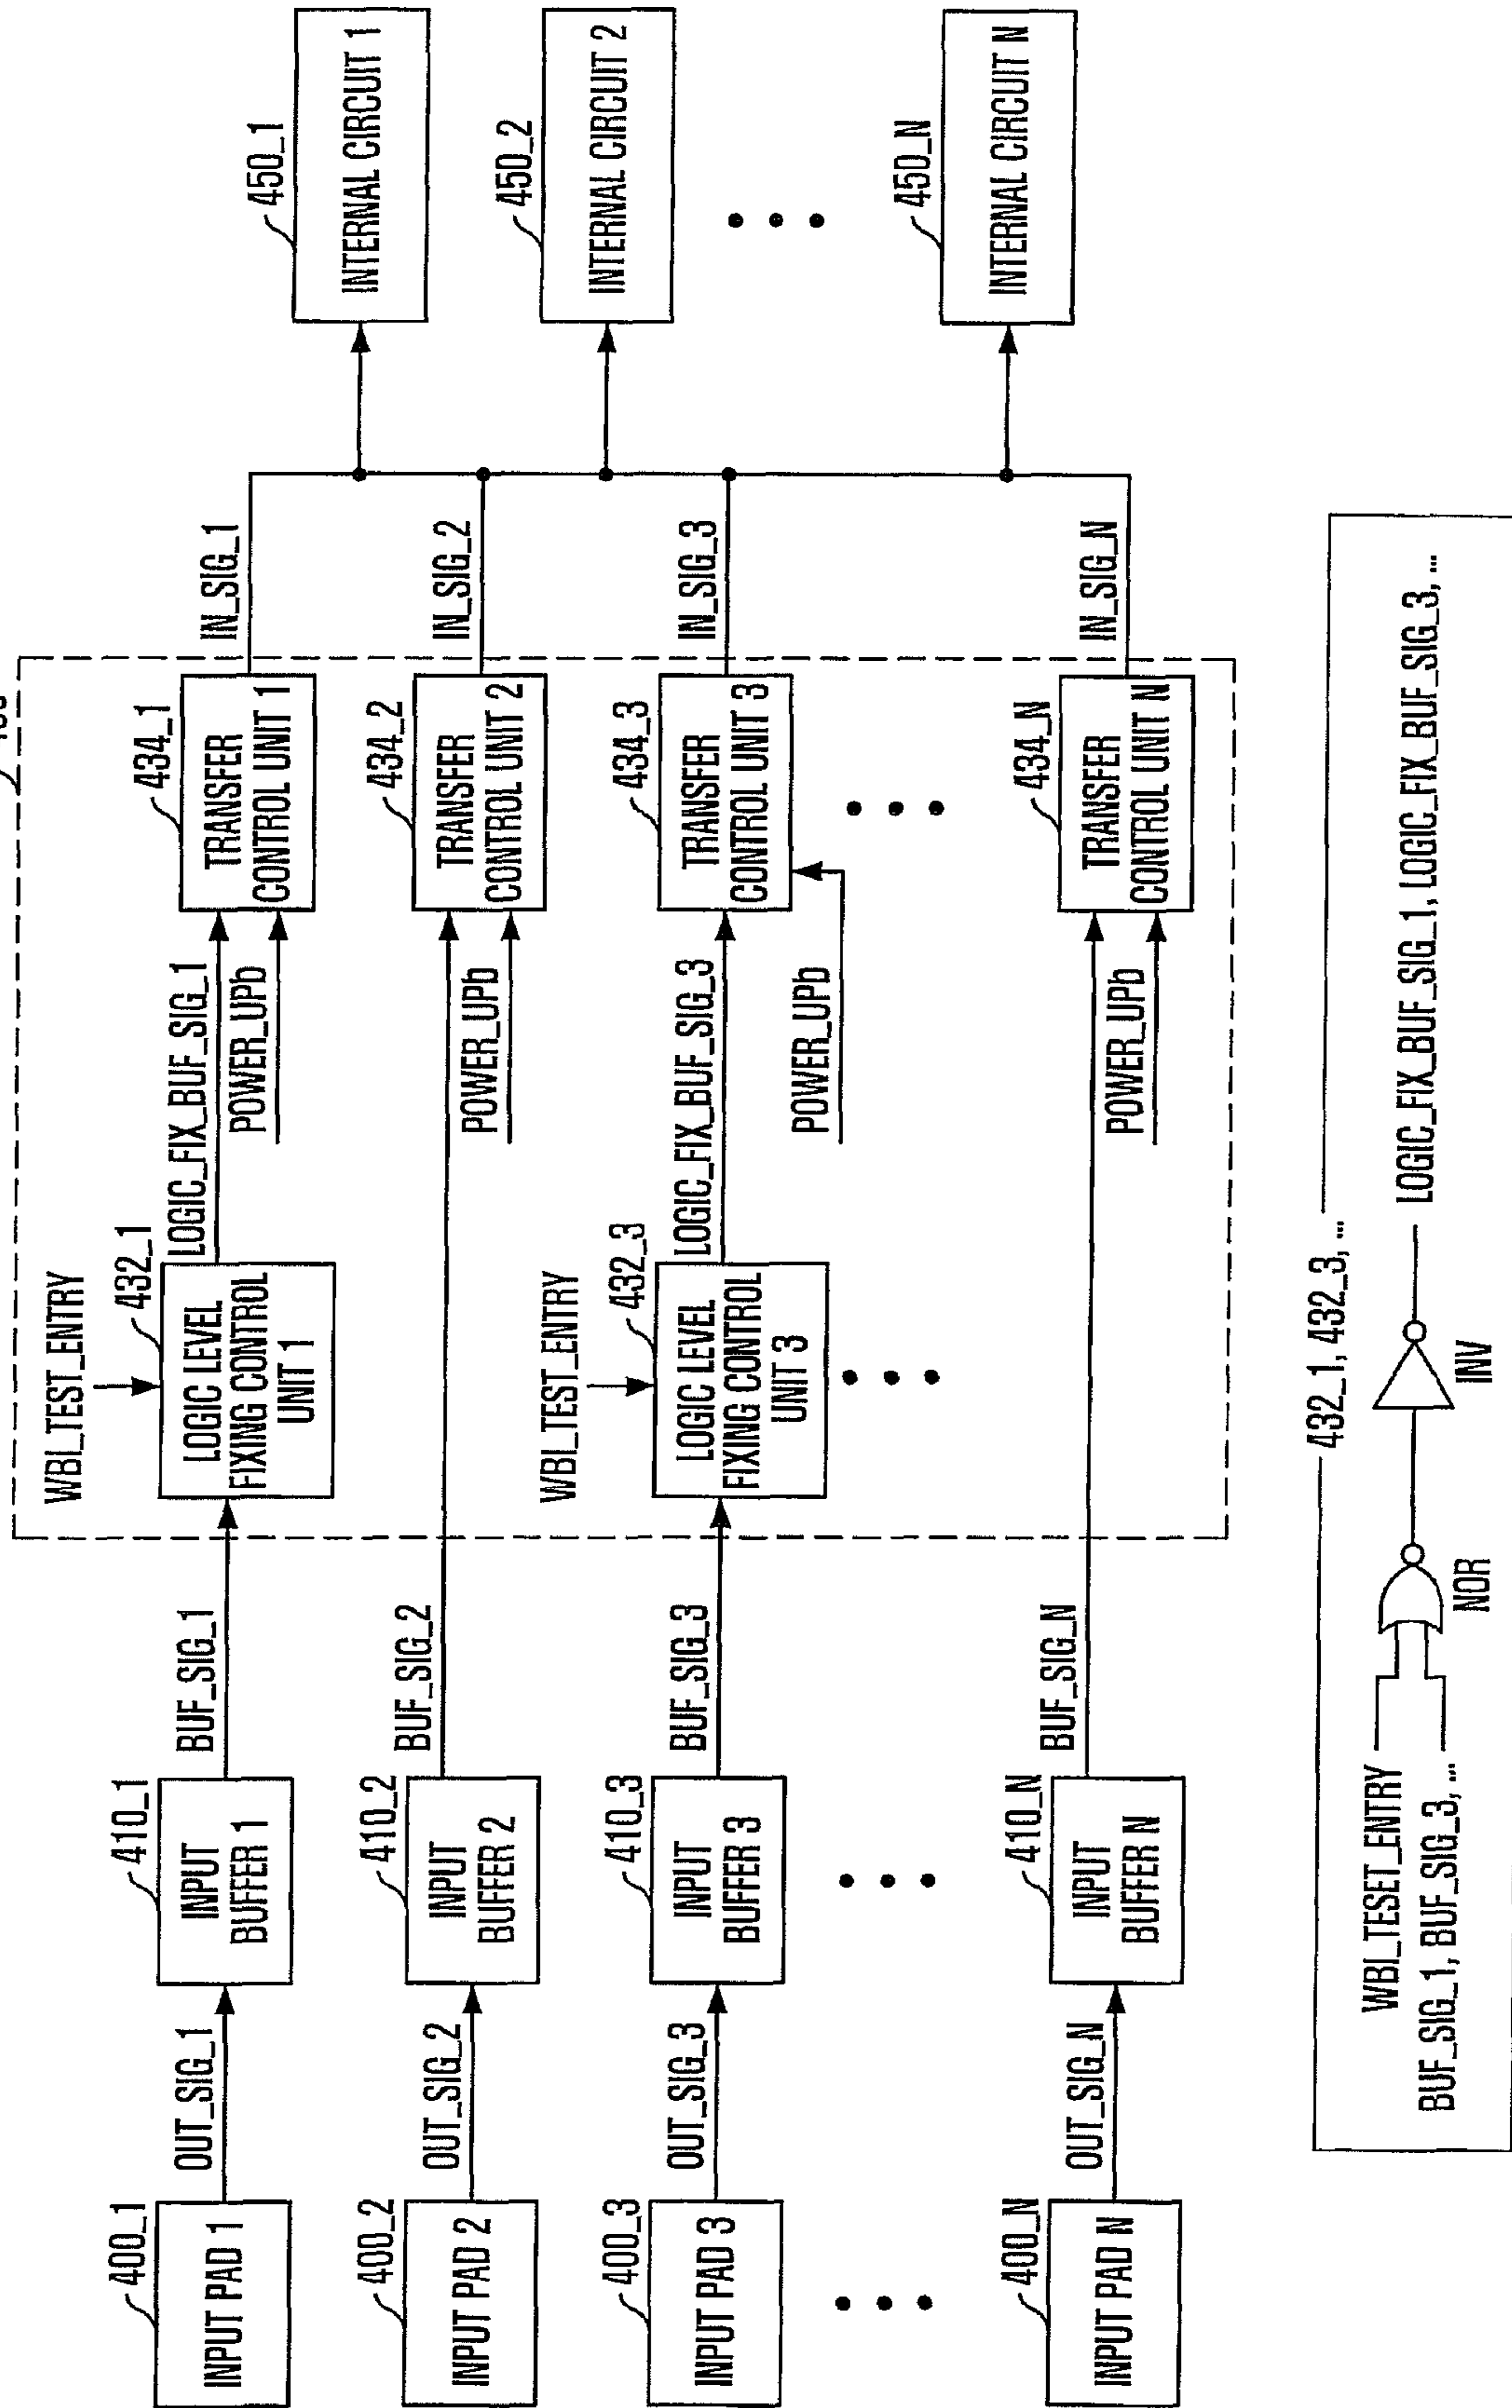 400_1
INPUT PAD 1
OUT_SIG_1
410_1
INPUT
BUFFER 1
BUF_SIG_1
WBI_TEST_ENTRY
432_1
LOGIC LEVEL
FIXING CONTROL
UNIT 1
LOGIC_FIX_BUF_SIG_1
POWER_UPb
434_1
TRANSFER
CONTROL UNIT 1
IN_SIG_1
450_1
INTERNAL CIRCUIT 1
400_2
INPUT PAD 2
OUT_SIG_2
410_2
INPUT
BUFFER 2
BUF_SIG_2
POWER_UPb
434_2
TRANSFER
CONTROL UNIT 2
IN_SIG_2
450_2
INTERNAL CIRCUIT 2
400_3
INPUT PAD 3
OUT_SIG_3
410_3
INPUT
BUFFER 3
BUF_SIG_3
WBI_TEST_ENTRY
432_3
LOGIC LEVEL
FIXING CONTROL
UNIT 3
LOGIC_FIX_BUF_SIG_3
POWER_UPb
434_3
TRANSFER
CONTROL UNIT 3
IN_SIG_3
400_N
INPUT PAD N
OUT_SIG_N
410_N
INPUT
BUFFER N
BUF_SIG_N
POWER_UPb
434_N
TRANSFER
CONTROL UNIT N
IN_SIG_N
450_N
INTERNAL CIRCUIT N
432_1, 432_3, ...
WBI_TESET_ENTRY
BUF_SIG_1, BUF_SIG_3, ...
NOR
INV
LOGIC_FIX_BUF_SIG_1, LOGIC_FIX_BUF_SIG_3, ...